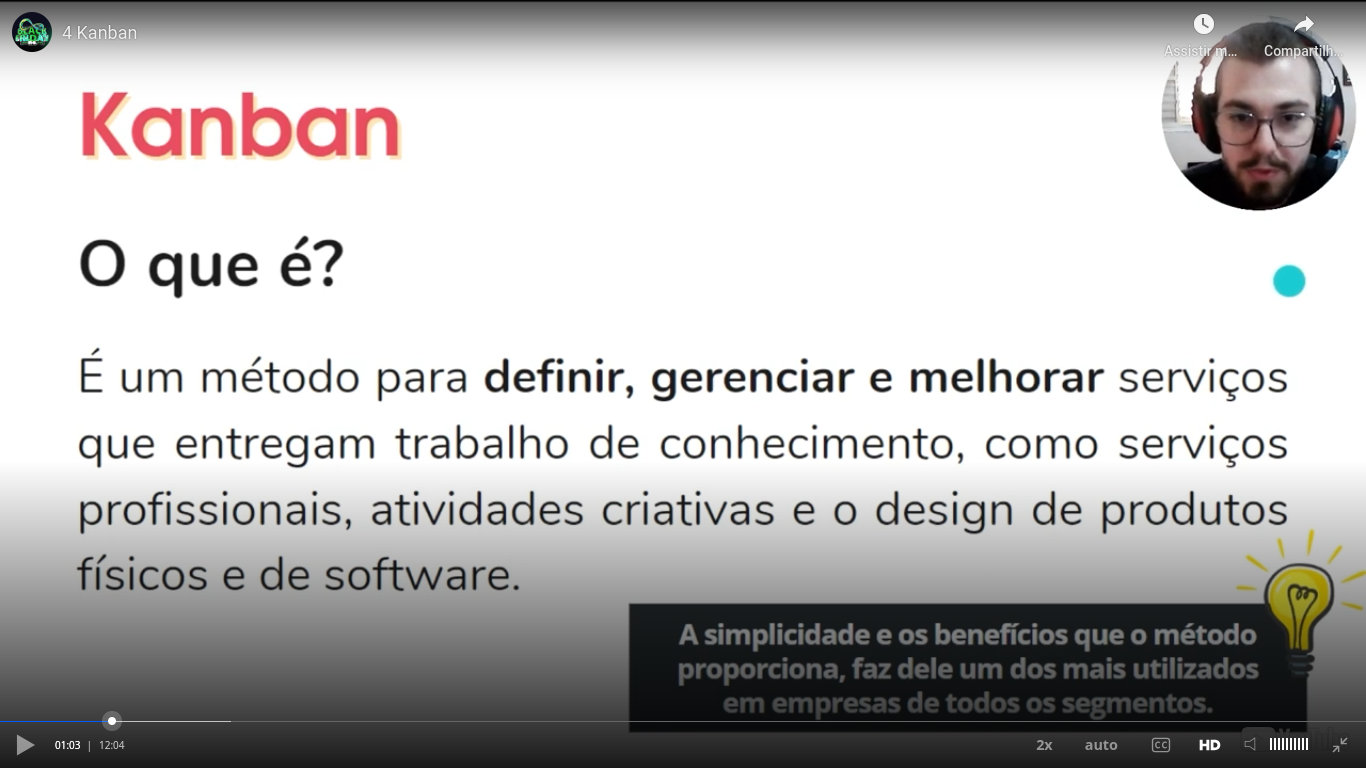 4 Kanban
Assistir m...
Compartilh...
Kanban
O que é?
É um método para definir, gerenciar e melhorar serviços
que entregam trabalho de conhecimento, como serviços
profissionais, atividades criativas e o design de produtos
físicos e de software.
A simplicidade e os benefícios que o método
proporciona, faz dele um dos mais utilizados
em empresas de todos os segmentos.
01:03 | 12:04
2x
auto
CC
HD